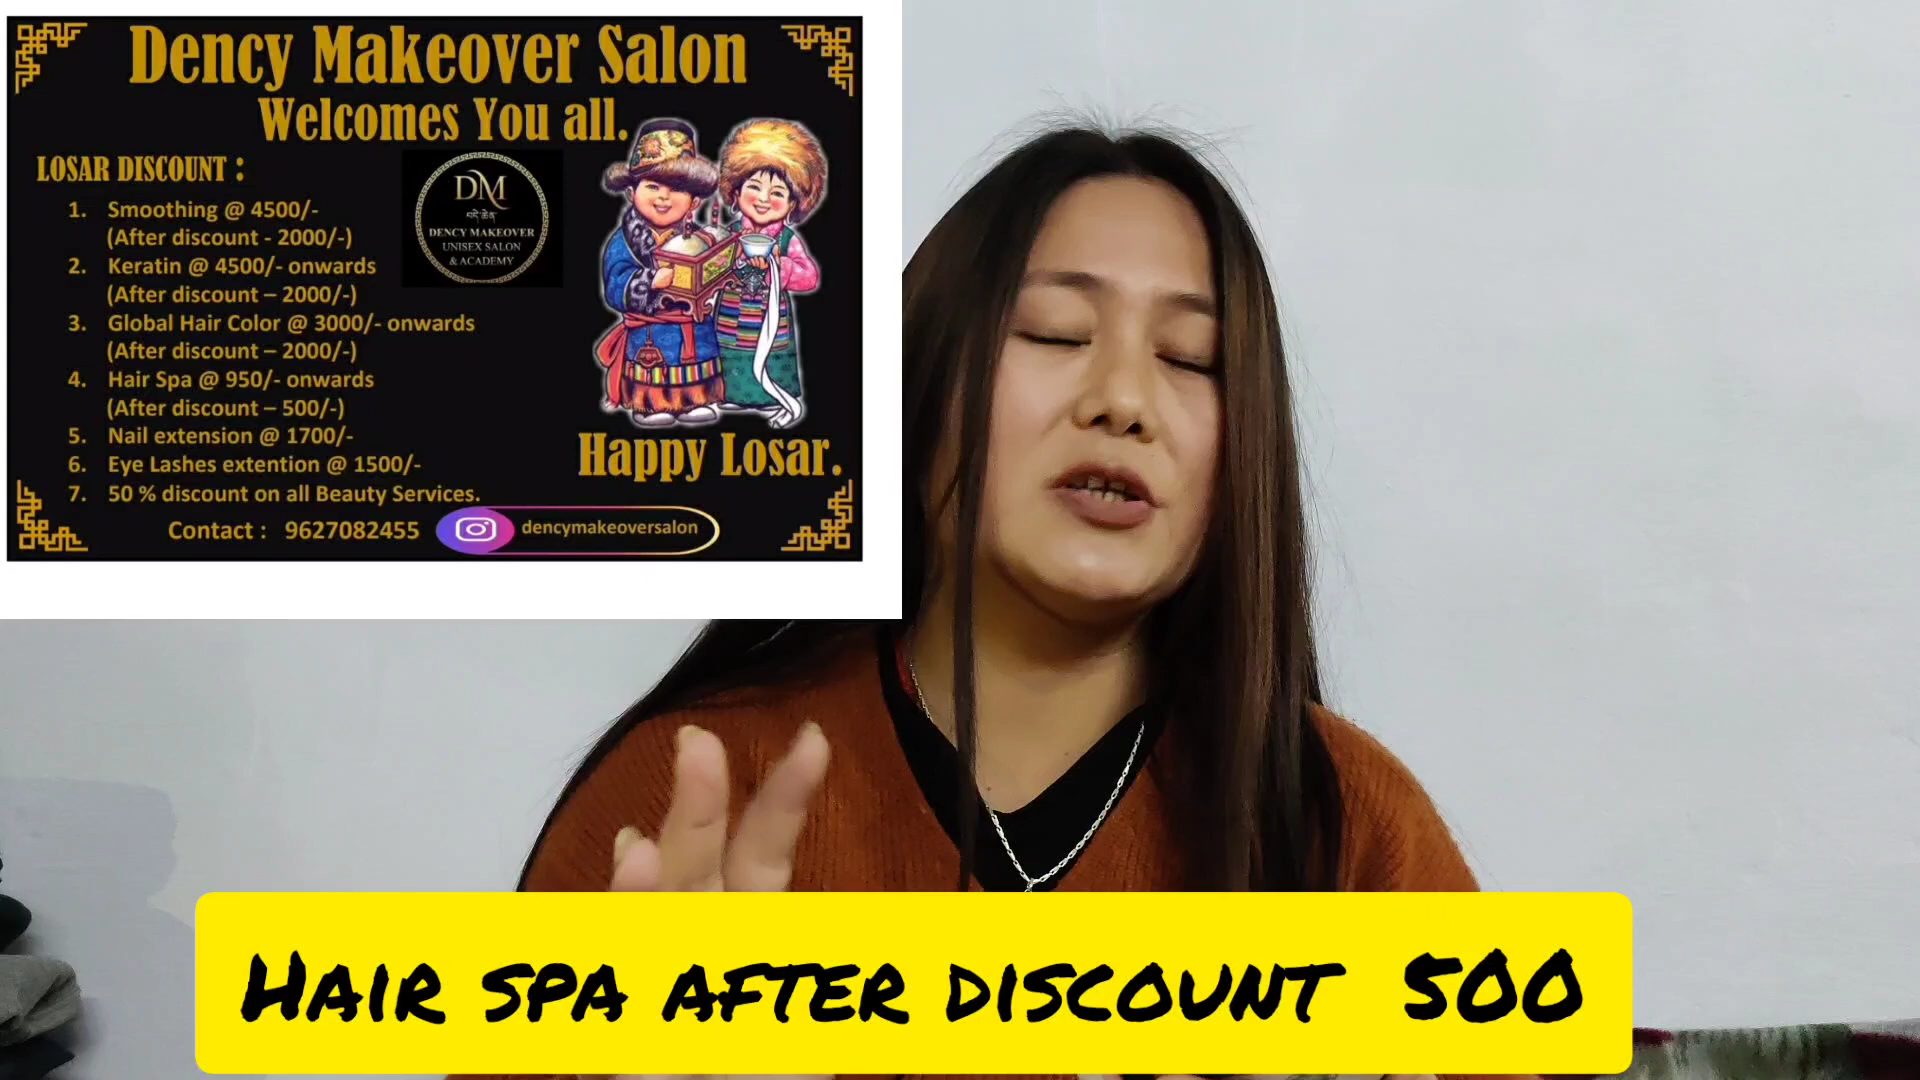 Dency Makeover Salon
Welcomes You all.
LOSAR DISCOUNT :
1. Smoothing @ 4500/-
(After discount - 2000/-)
2. Keratin @ 4500/- onwards
(After discount – 2000/-)
3. Global Hair Color @ 3000/- onwards
(After discount – 2000/-)
4. Hair Spa @ 950/- onwards
(After discount – 500/-)
5. Nail extension @ 1700/-
6. Eye Lashes extention @ 1500/-
7. 50 % discount on all Beauty Services.
Contact : 9627082455
dencymakeoversalon
DM
བདེ་ཆེན་
DENCY MAKEOVER
UNISEX SALON
& ACADEMY
Happy Losar.
HAIR SPA AFTER DISCOUNT 500